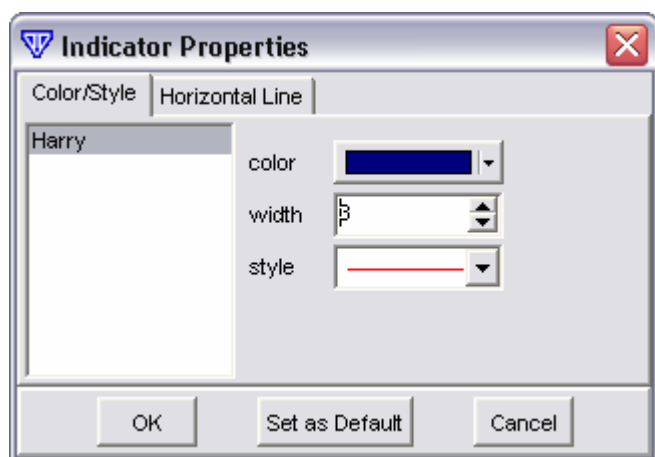 Indicator Properties
Color/Style Horizontal Line
Harry
color
width 3
style
OK Set as Default Cancel